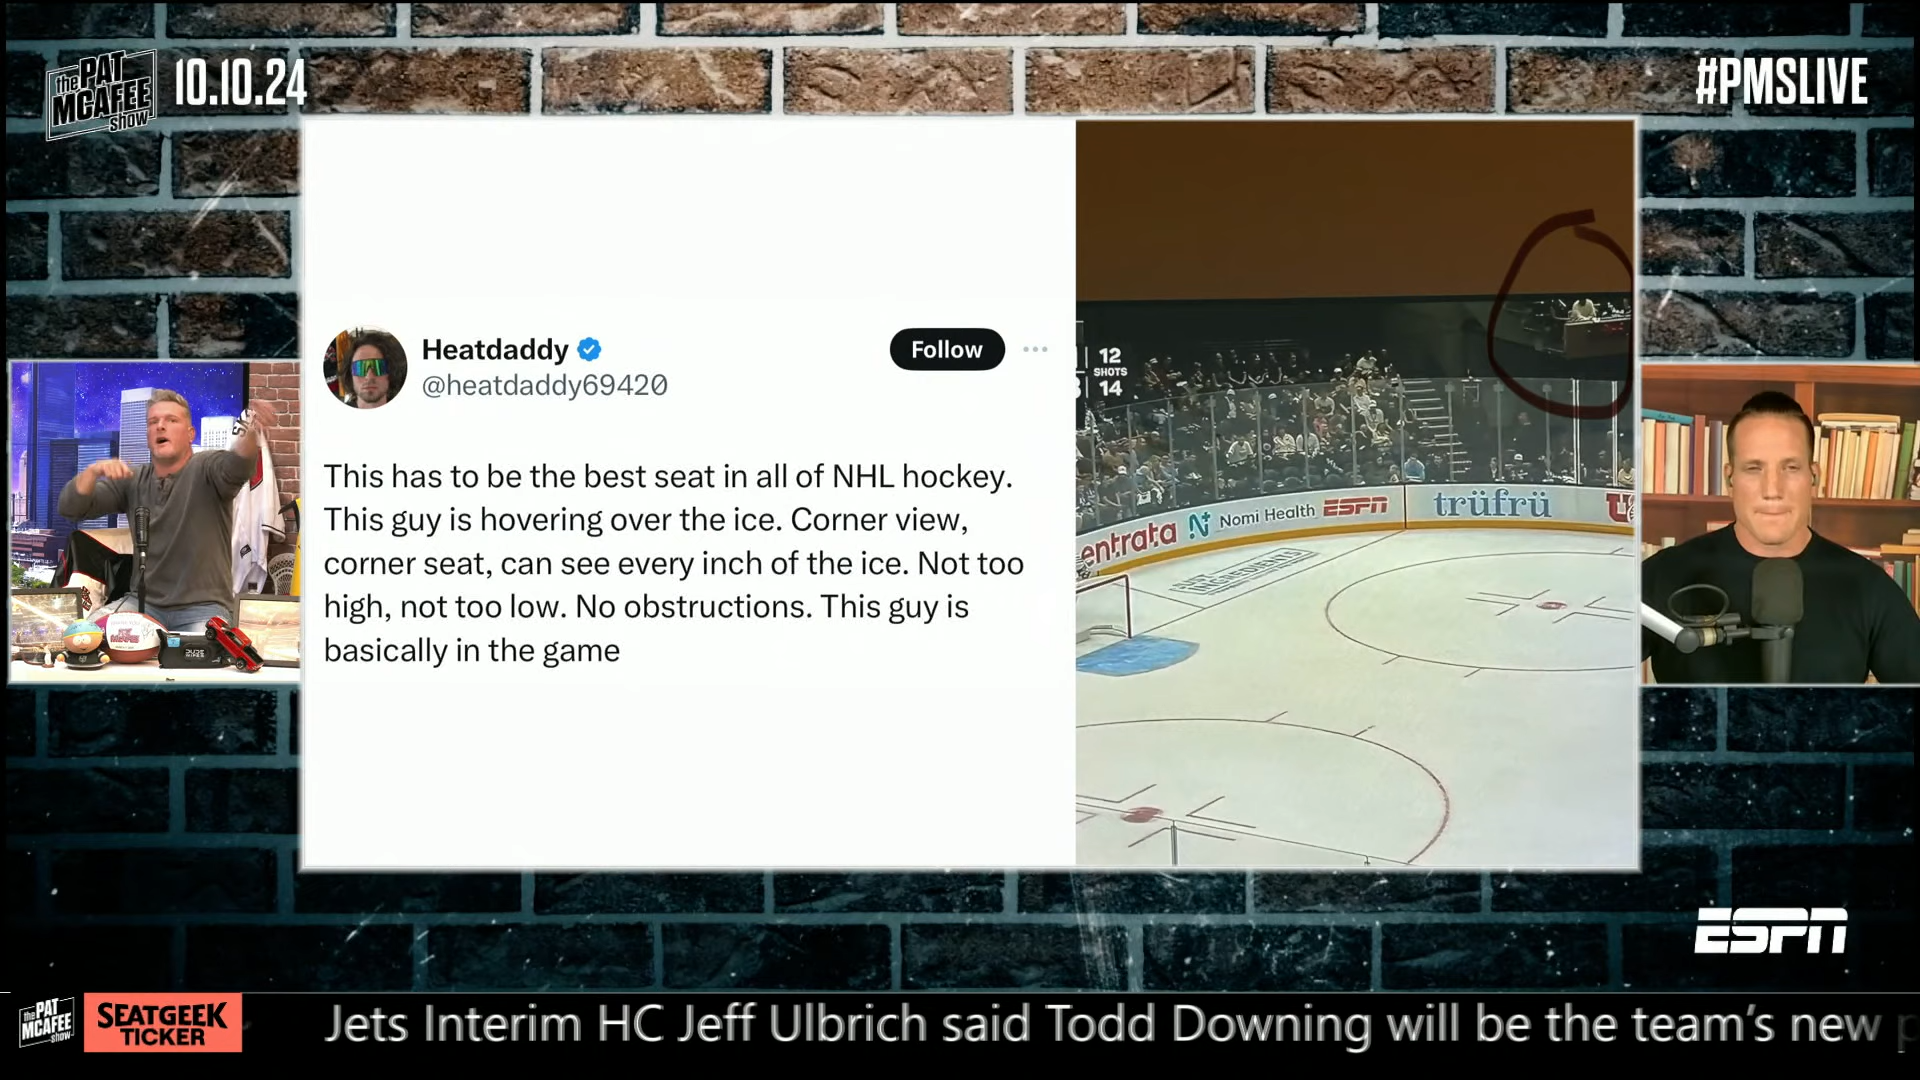 the PAT MCAFEE show
10.10.24
#PMSLIVE
Heatdaddy
@heatdaddy69420
Follow
This has to be the best seat in all of NHL hockey.
This guy is hovering over the ice. Corner view,
corner seat, can see every inch of the ice. Not too
high, not too low. No obstructions. This guy is
basically in the game
12
SHOTS
14
entrata
Nomi Health
ESPN
trüfrü
ESPN
the PAT MCAFEE show
SEATGEEK
TICKER
Jets Interim HC Jeff Ulbrich said Todd Downing will be the team's new